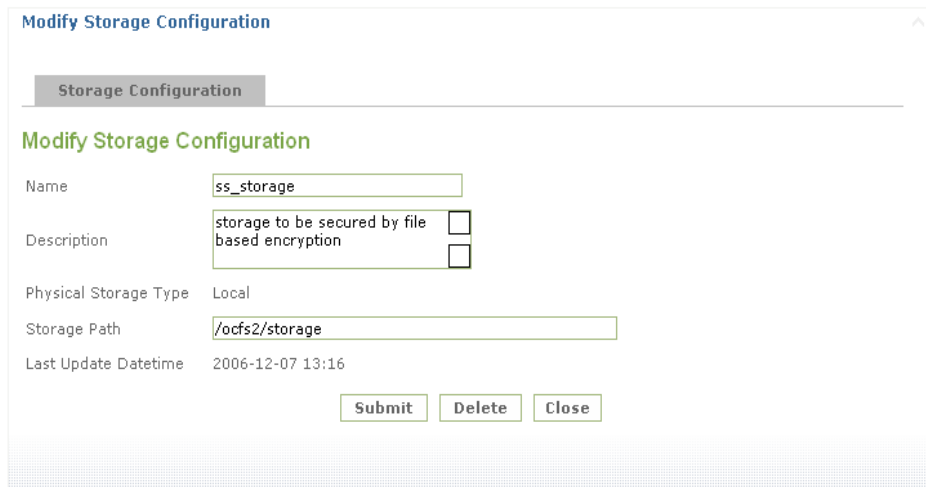 Modify Storage Configuration
Storage Configuration
Modify Storage Configuration
Name ss_storage
Description storage to be secured by file
based encryption
Physical Storage Type Local
Storage Path /ocfs2/storage
Last Update Datetime 2006-12-07 13:16
Submit Delete Close